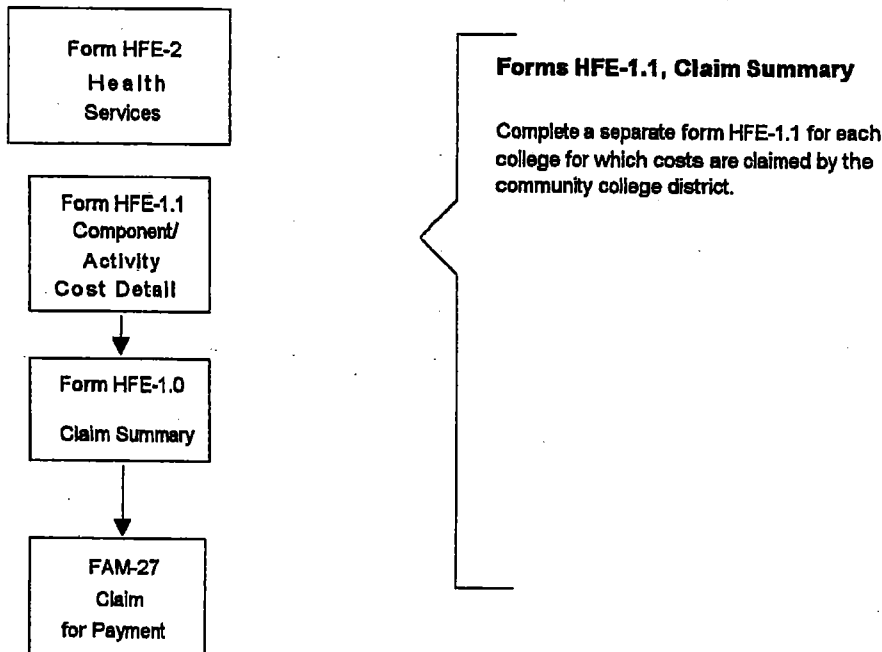 Form HFE-2
Health
Services
Form HFE-1.1
Component/
Activity
Cost Detail
Form HFE-1.0
Claim Summary
FAM-27
Claim
for Payment
Forms HFE-1.1, Claim Summary
Complete a separate form HFE-1.1 for each
college for which costs are claimed by the
community college district.